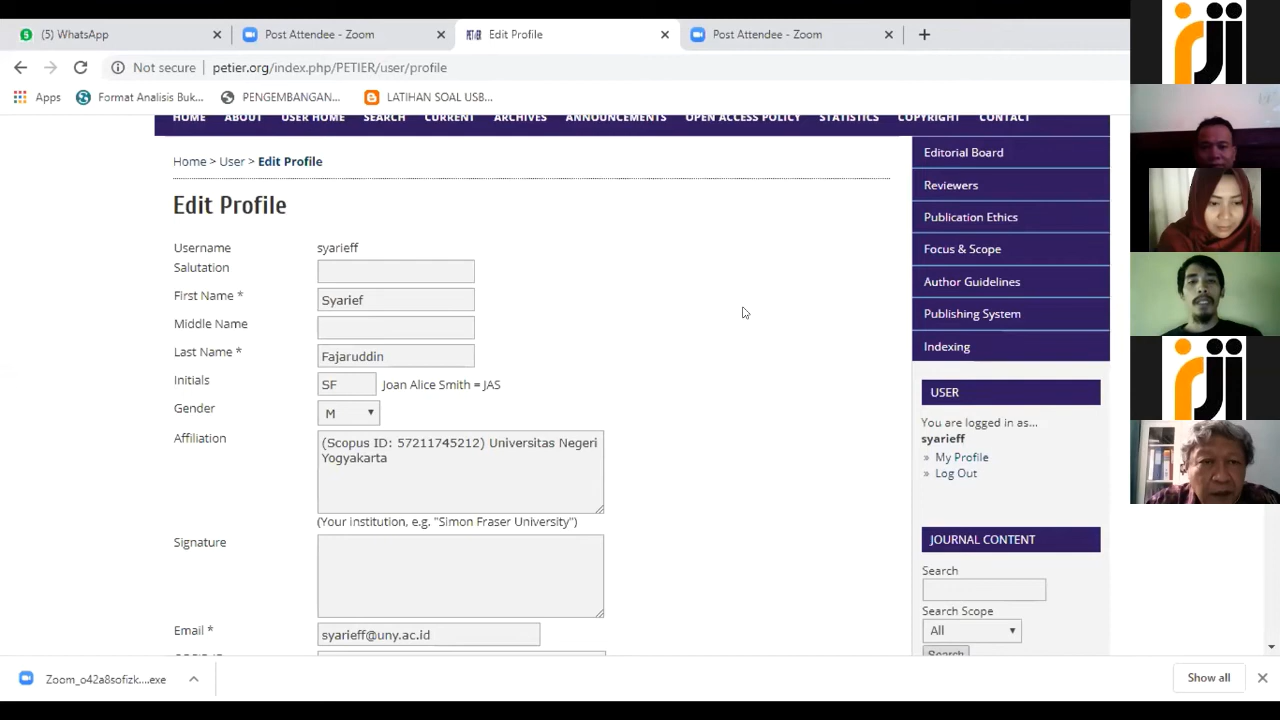 (5) WhatsApp
Post Attendee - Zoom
Edit Profile
Post Attendee - Zoom
Not secure
petier.org/index.php/PETIER/user/profile
Apps
Format Analisis Buk...
PENGEMBANGAN...
LATIHAN SOAL USB...
HOME ABOUT USER HOME SEARCH CURRENT ARCHIVES ANNOUNCEMENTS OPEN ACCESS POLICY STATISTICS COPYRIGHT CONTACT
Home > User > Edit Profile
Edit Profile
Username syarieff
Salutation
First Name * Syarief
Middle Name
Last Name * Fajaruddin
Initials SF Joan Alice Smith = JAS
Gender M
Affiliation (Scopus ID: 57211745212) Universitas Negeri
Yogyakarta
(Your institution, e.g. "Simon Fraser University")
Signature
Email * syarieff@uny.ac.id
Editorial Board
Reviewers
Publication Ethics
Focus & Scope
Author Guidelines
Publishing System
Indexing
USER
You are logged in as...
syarieff
» My Profile
» Log Out
JOURNAL CONTENT
Search
Search Scope
All
Search
Zoom_o42a8sofizk....exe
Show all
rji
rji